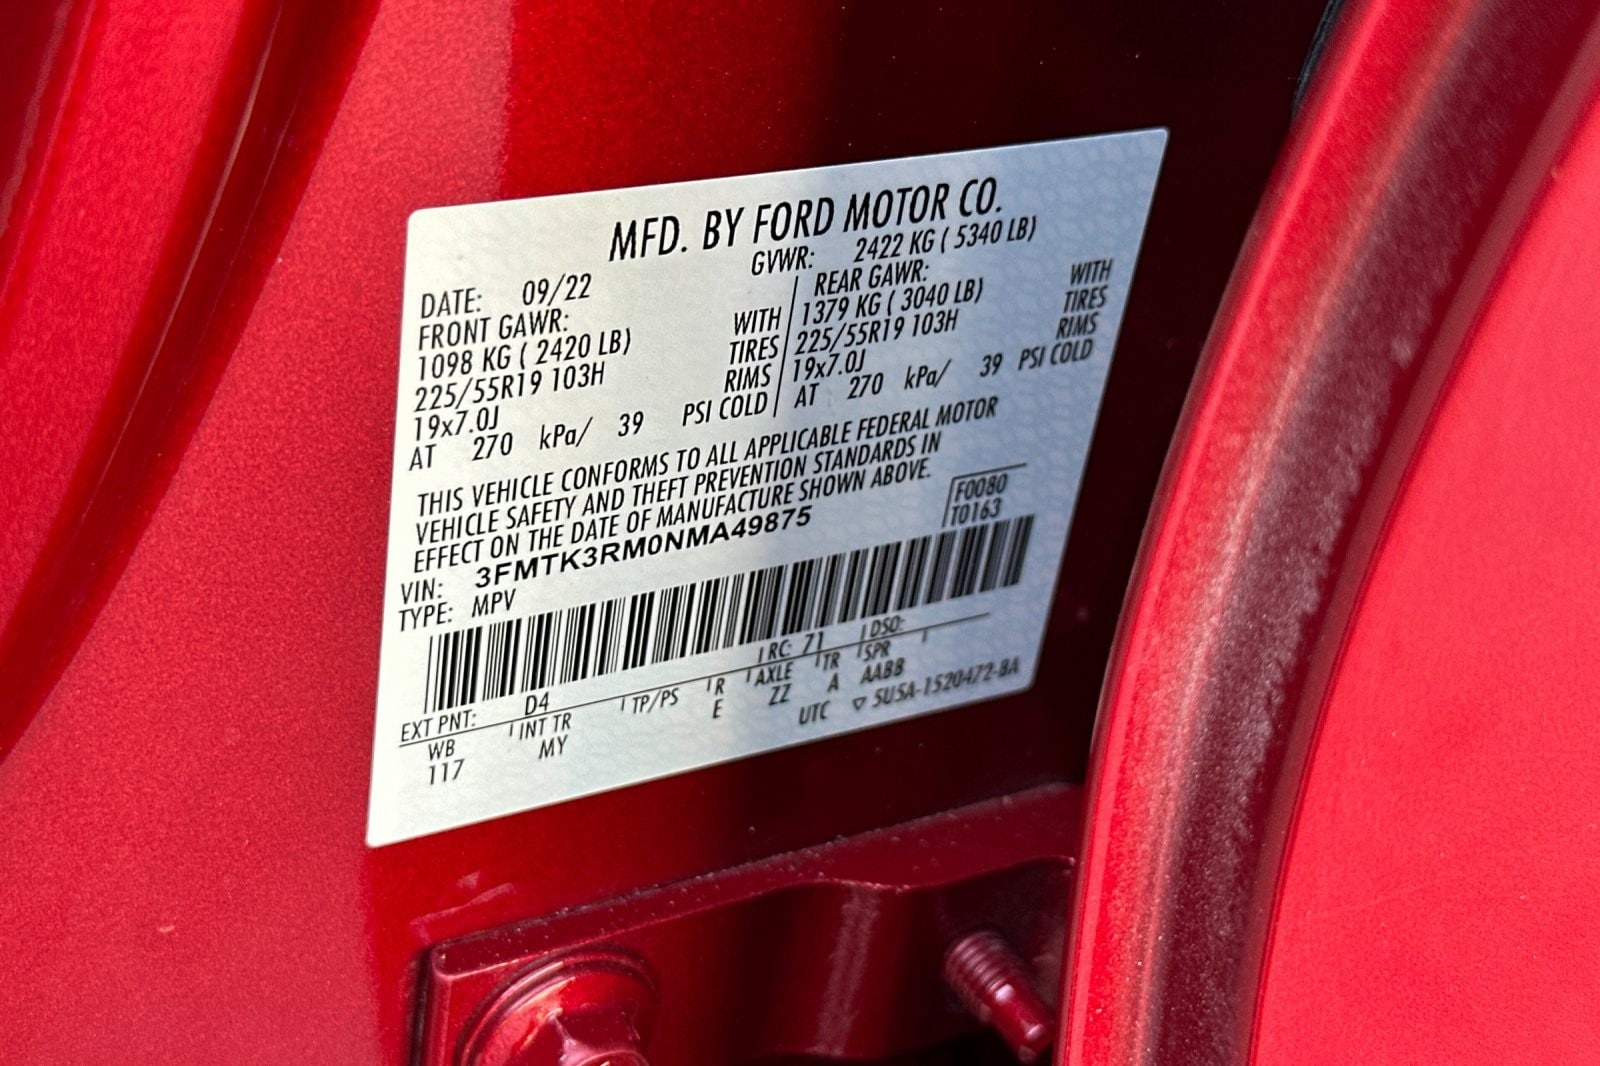 MFD. BY FORD MOTOR CO.
DATE: 09/22 GVWR: 2422 KG ( 5340 LB)
FRONT GAWR: REAR GAWR:
1098 KG ( 2420 LB) WITH 1379 KG ( 3040 LB) WITH
225/55R19 103H TIRES 225/55R19 103H TIRES
19x7.0J RIMS 19x7.0J RIMS
AT 270 kPa/ 39 PSI COLD AT 270 kPa/ 39 PSI COLD
THIS VEHICLE CONFORMS TO ALL APPLICABLE FEDERAL MOTOR
VEHICLE SAFETY AND THEFT PREVENTION STANDARDS IN
EFFECT ON THE DATE OF MANUFACTURE SHOWN ABOVE.
F0080
T0163
VIN: 3FMTK3RM0NMA49875
TYPE: MPV
EXT PNT: D4 RC: 71 DSO:
WB INT TR TP/PS R AXLE TR SPR
117 MY E ZZ A AABB
UTC ▽ 5U5A-1520472-BA